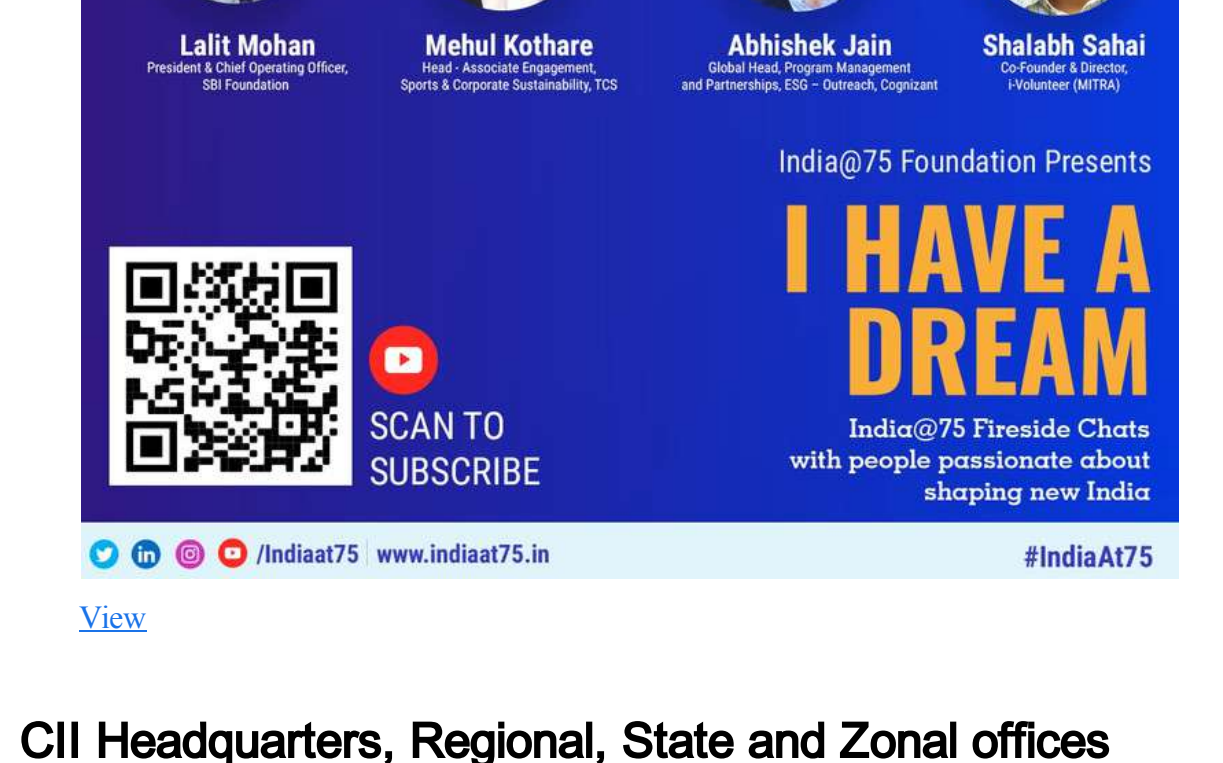 Lalit Mohan
President & Chief Operating Officer,
SBI Foundation
Mehul Kothare
Head - Associate Engagement,
Sports & Corporate Sustainability, TCS
Abhishek Jain
Global Head, Program Management
and Partnerships, ESG – Outreach, Cognizant
Shalabh Sahai
Co-Founder & Director,
i-Volunteer (MITRA)
India@75 Foundation Presents
I HAVE A
DREAM
India@75 Fireside Chats
with people passionate about
shaping new India
SCAN TO
SUBSCRIBE
/Indiaat75 www.indiaat75.in
#IndiaAt75
View
CII Headquarters, Regional, State and Zonal offices